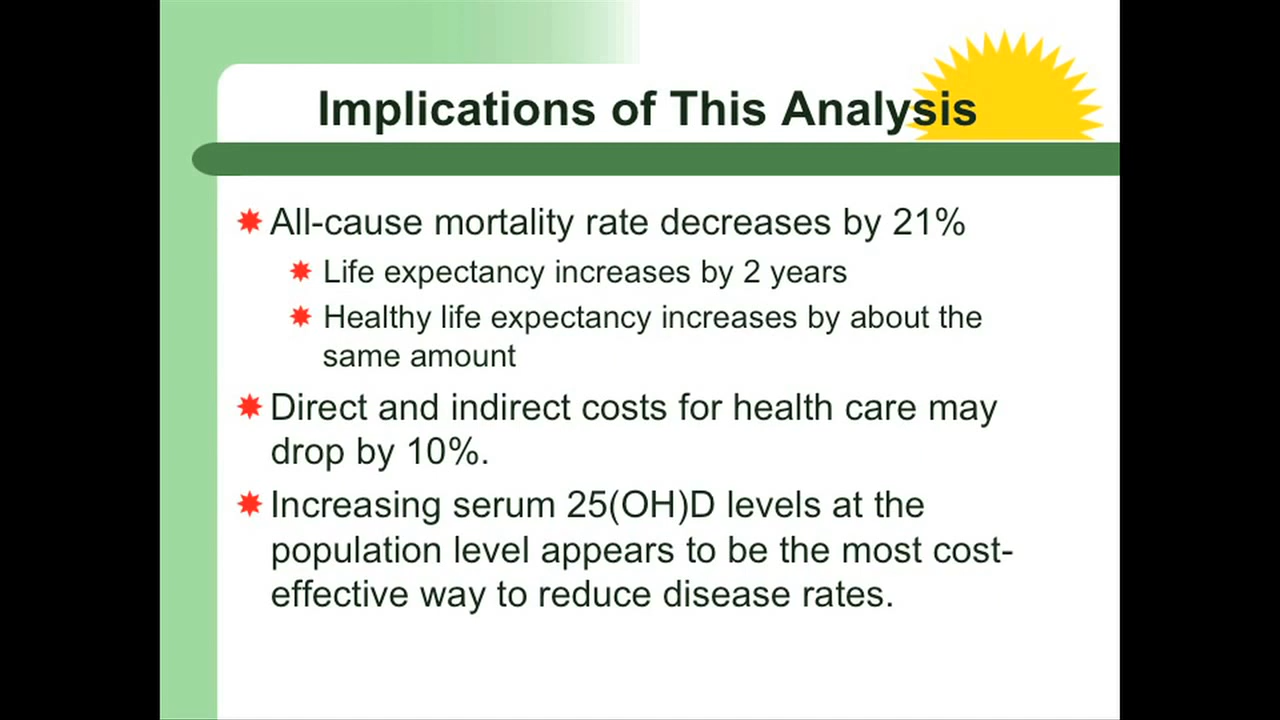 Implications of This Analysis
All-cause mortality rate decreases by 21%
Life expectancy increases by 2 years
Healthy life expectancy increases by about the
same amount
Direct and indirect costs for health care may
drop by 10%.
Increasing serum 25(OH)D levels at the
population level appears to be the most cost-
effective way to reduce disease rates.